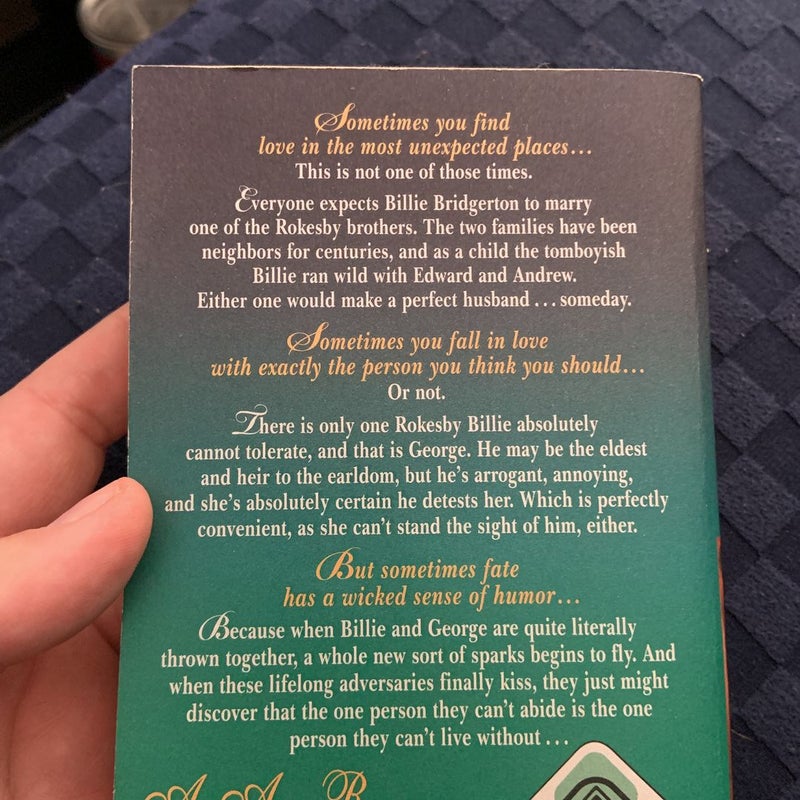 Sometimes you find
love in the most unexpected places...
This is not one of those times.
Everyone expects Billie Bridgerton to marry
one of the Rokesby brothers. The two families have been
neighbors for centuries, and as a child the tomboyish
Billie ran wild with Edward and Andrew.
Either one would make a perfect husband ... someday.
Sometimes you fall in love
with exactly the person you think you should...
Or not.
There is only one Rokesby Billie absolutely
cannot tolerate, and that is George. He may be the eldest
and heir to the earldom, but he's arrogant, annoying,
and she's absolutely certain he detests her. Which is perfectly
convenient, as she can't stand the sight of him, either.
But sometimes fate
has a wicked sense of humor...
Because when Billie and George are quite literally
thrown together, a whole new sort of sparks begins to fly. And
when these lifelong adversaries finally kiss, they just might
discover that the one person they can't abide is the one
person they can't live without ...